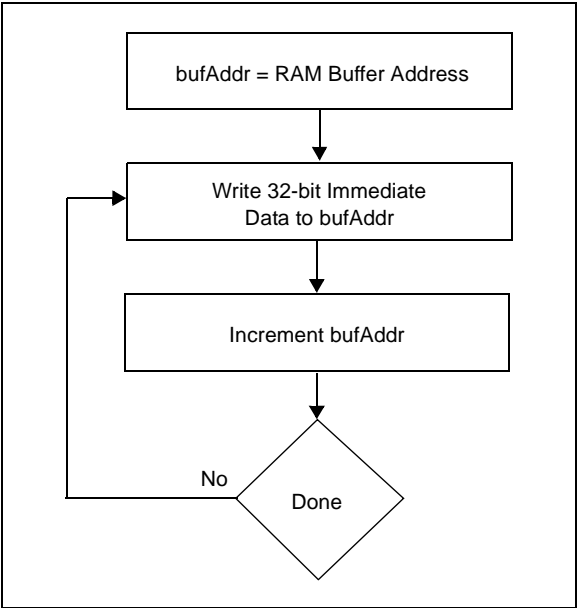 bufAddr = RAM Buffer Address
Write 32-bit Immediate
Data to bufAddr
Increment bufAddr
No
Done